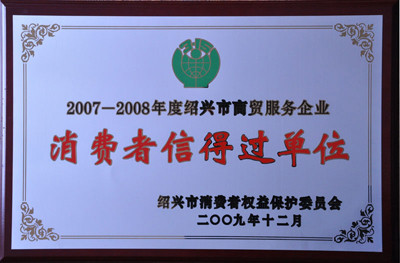 2007—2008年度绍兴市商贸服务企业
消费者信得过单位
绍兴市消费者权益保护委员会
二〇〇九年十二月